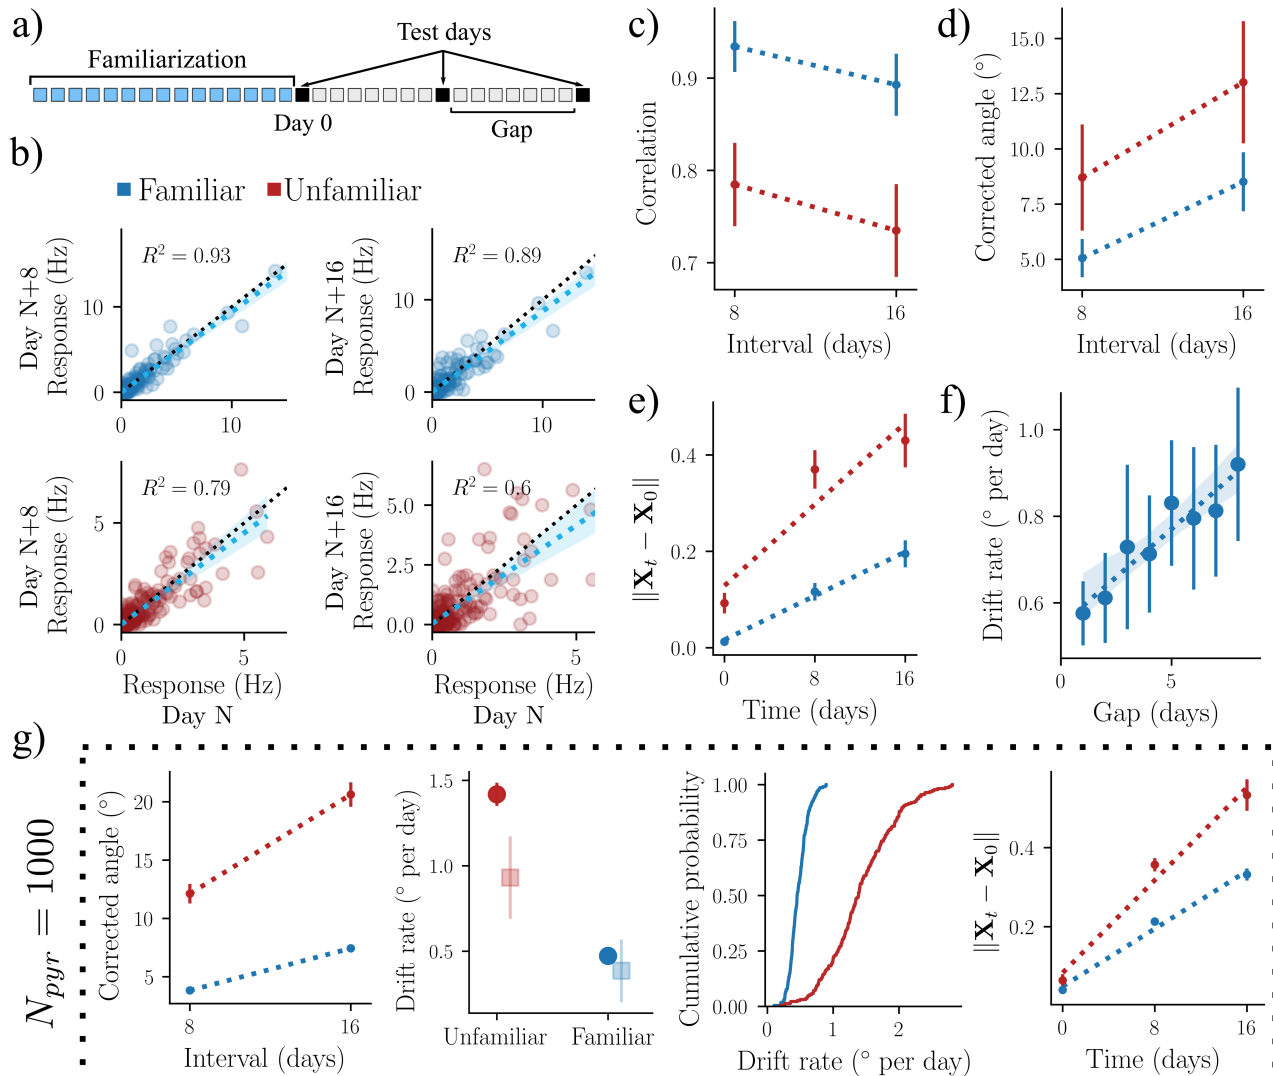 a)
Test days
Familiarization
Day 0
Gap
b)
Familiar
Unfamiliar
Day N+8
Response (Hz)
R² = 0.93
10
0
0
10
Day N+16
Response (Hz)
R² = 0.89
10
5
0
0
10
Day N+8
Response (Hz)
R² = 0.79
5
0
0
5
Response (Hz)
Day N
Day N+16
Response (Hz)
R² = 0.6
5.0
2.5
0.0
0
5
Response (Hz)
Day N
c)
Correlation
0.9
0.8
0.7
8
16
Interval (days)
d)
Corrected angle (°)
15.0
12.5
10.0
7.5
5.0
8
16
Interval (days)
e)
‖X_t − X_0‖
0.4
0.2
0.0
0
8
16
Time (days)
f)
Drift rate (° per day)
1.0
0.8
0.6
0
5
Gap (days)
g)
N_pyr = 1000
Corrected angle (°)
20
15
10
5
8
16
Interval (days)
Drift rate (° per day)
1.5
1.0
0.5
Unfamiliar
Familiar
Cumulative probability
1.00
0.75
0.50
0.25
0.00
0
1
2
Drift rate (° per day)
‖X_t − X_0‖
0.4
0.2
0
8
16
Time (days)